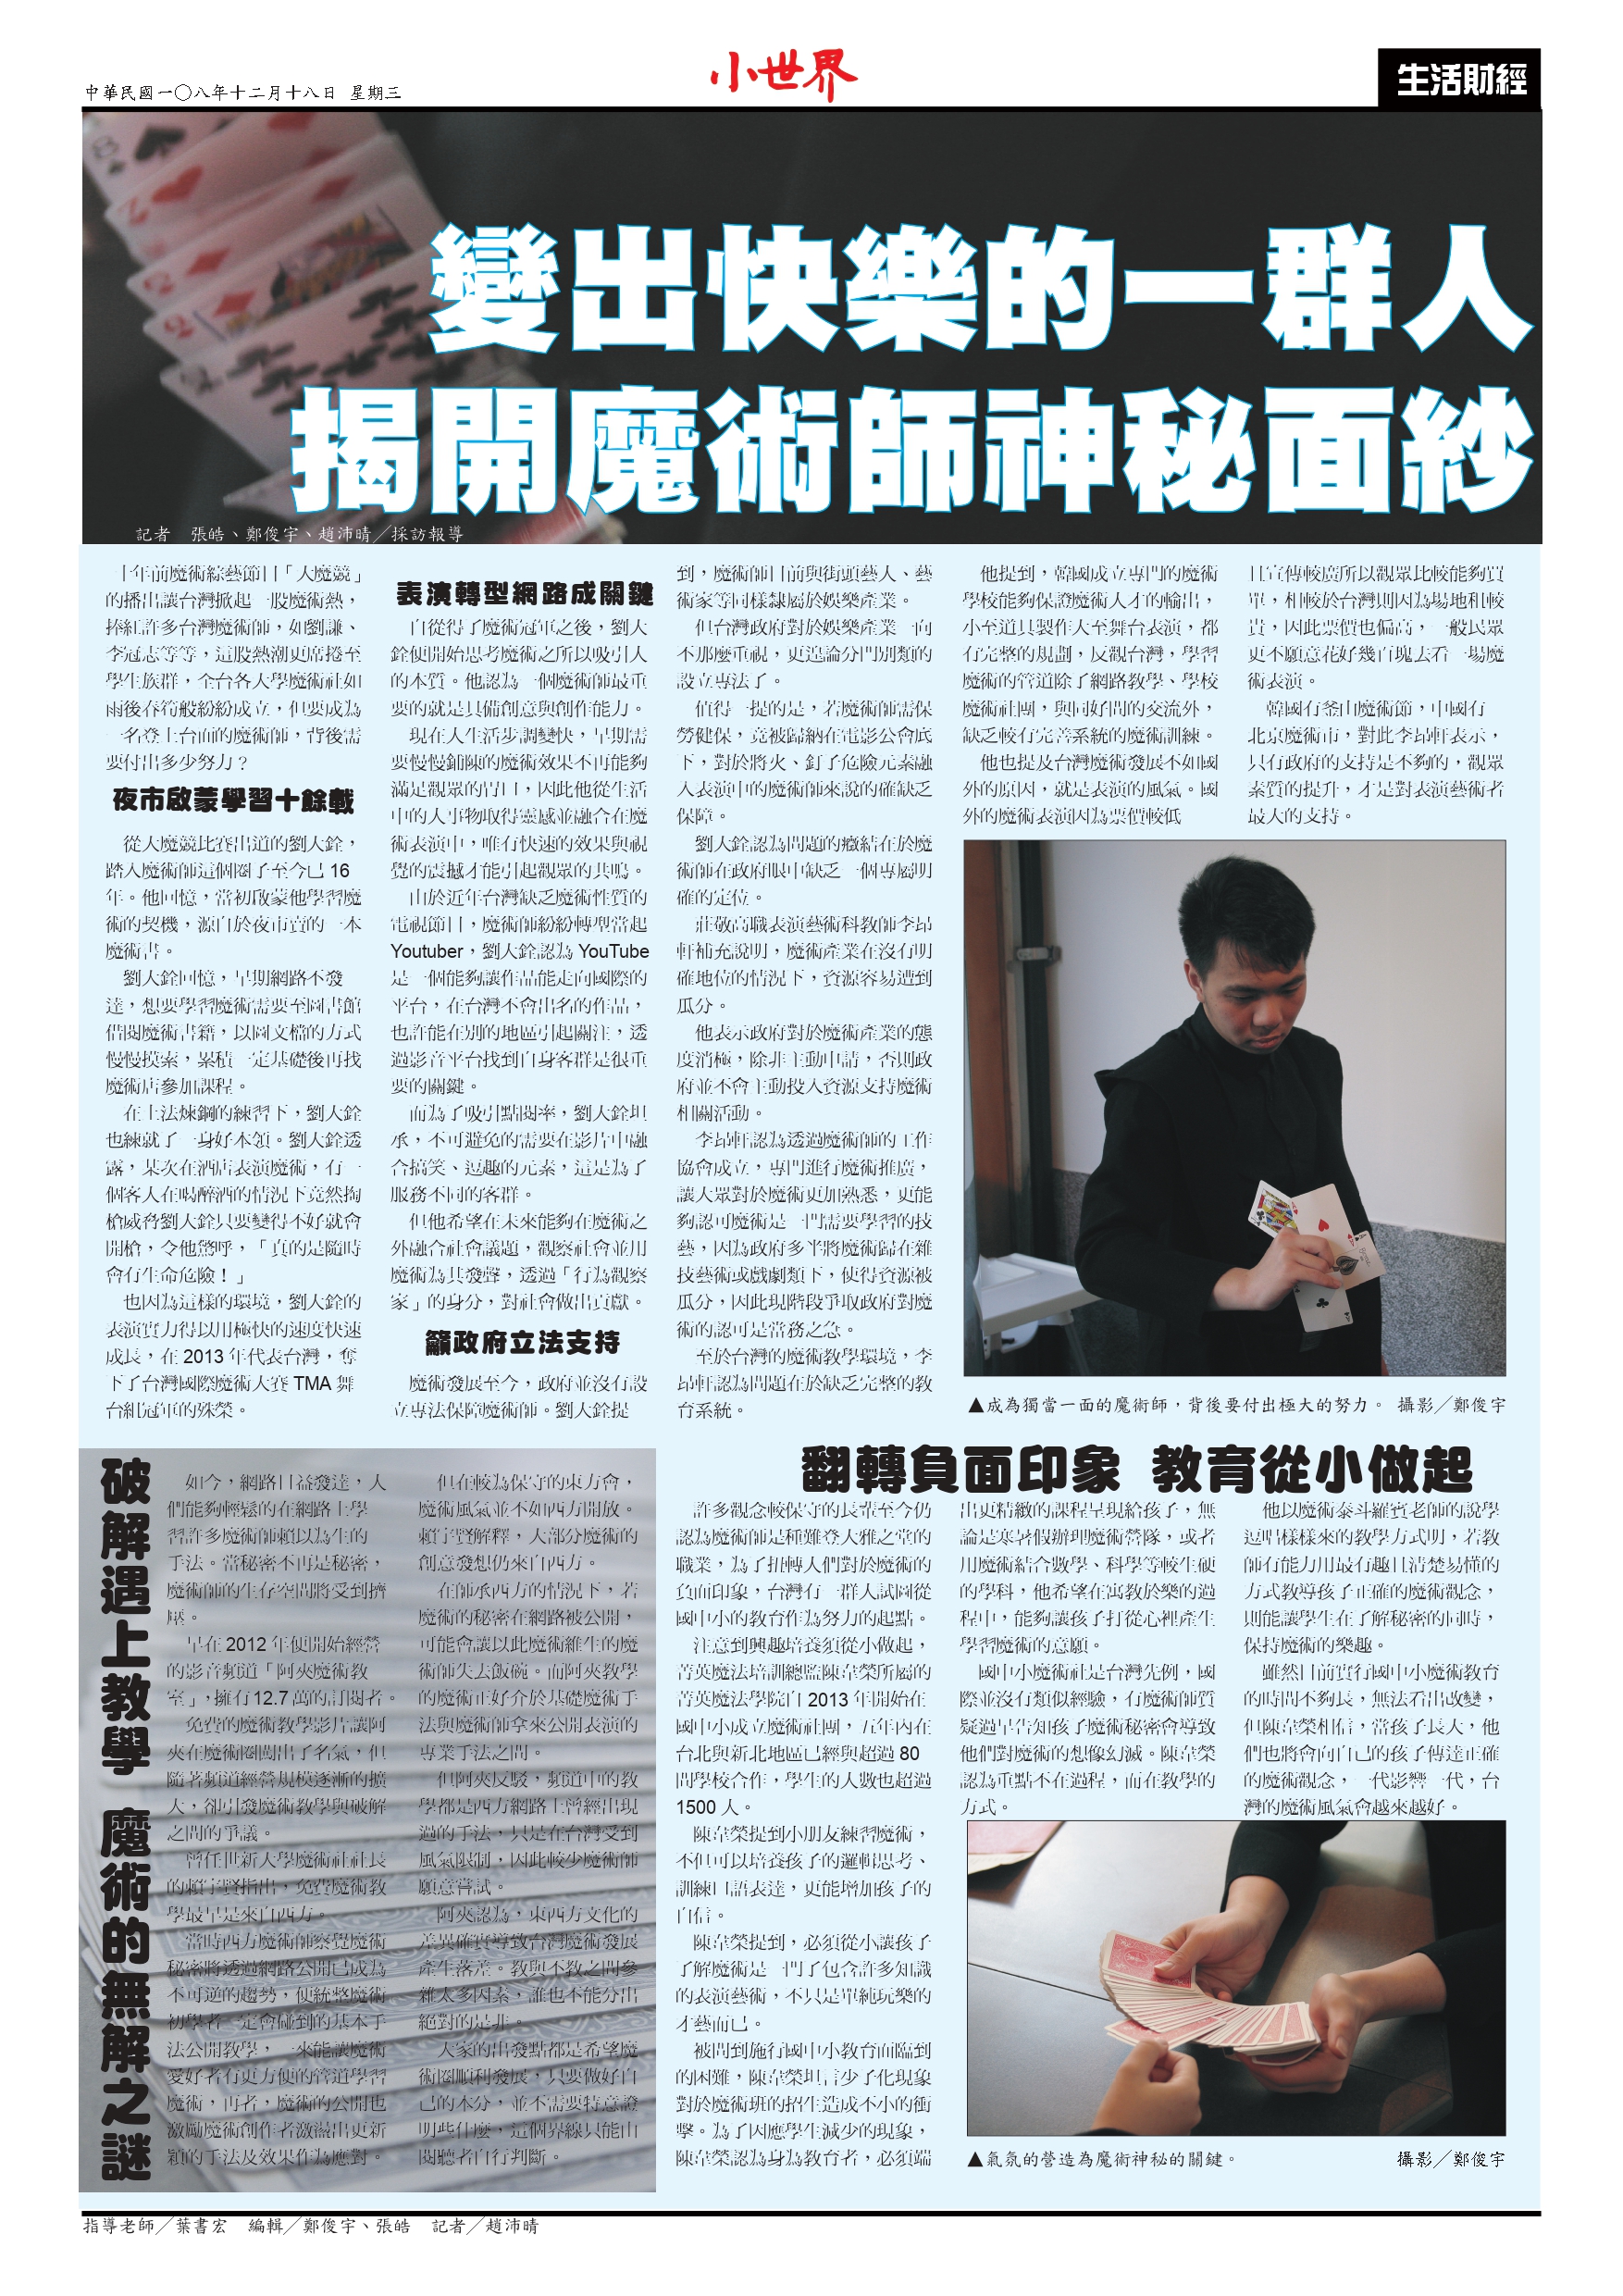 中華民國一〇八年十二月十八日 星期三
小世界
生活財經
變出快樂的一群人
揭開魔術師神秘面紗
記者 張皓、鄭俊宇、趙沛晴╱採訪報導
十年前魔術綜藝節目「大魔競」
的播出讓台灣掀起一股魔術熱，
捧紅許多台灣魔術師，如劉謙、
李冠志等等，這股熱潮更席捲至
學生族群，全台各大學魔術社如
雨後春筍般紛紛成立，但要成為
一名登上台面的魔術師，背後需
要付出多少努力？
夜市啟蒙學習十餘載
從大魔競比賽出道的劉大銓，
踏入魔術師這個圈子至今已 16
年。他回憶，當初啟蒙他學習魔
術的契機，源自於夜市賣的一本
魔術書。
劉大銓回憶，早期網路不發
達，想要學習魔術需要至圖書館
借閱魔術書籍，以圖文檔的方式
慢慢摸索，累積一定基礎後再找
魔術店參加課程。
在土法煉鋼的練習下，劉大銓
也練就了一身好本領。劉大銓透
露，某次在酒店表演魔術，有一
個客人在喝醉酒的情況下竟然掏
槍威脅劉大銓只要變得不好就會
開槍，令他驚呼，「真的是隨時
會有生命危險！」
也因為這樣的環境，劉大銓的
表演實力得以用極快的速度快速
成長，在 2013 年代表台灣，奪
下了台灣國際魔術大賽 TMA 舞
台組冠軍的殊榮。
表演轉型網路成關鍵
自從得了魔術冠軍之後，劉大
銓便開始思考魔術之所以吸引人
的本質。他認為一個魔術師最重
要的就是具備創意與創作能力。
現在人生活步調變快，早期需
要慢慢鋪陳的魔術效果不再能夠
滿足觀眾的胃口，因此他從生活
中的人事物取得靈感並融合在魔
術表演中，唯有快速的效果與視
覺的震撼才能引起觀眾的共鳴。
由於近年台灣缺乏魔術性質的
電視節目，魔術師紛紛轉型當起
Youtuber，劉大銓認為 YouTube
是一個能夠讓作品能走向國際的
平台，在台灣不會出名的作品，
也許能在別的地區引起關注，透
過影音平台找到自身客群是很重
要的關鍵。
而為了吸引點閱率，劉大銓坦
承，不可避免的需要在影片中融
合搞笑、逗趣的元素，這是為了
服務不同的客群。
但他希望在未來能夠在魔術之
外融合社會議題，觀察社會並用
魔術為其發聲，透過「行為觀察
家」的身分，對社會做出貢獻。
籲政府立法支持
魔術發展至今，政府並沒有設
立專法保障魔術師。劉大銓提
到，魔術師目前與街頭藝人、藝
術家等同樣隸屬於娛樂產業。
但台灣政府對於娛樂產業一向
不那麼重視，更遑論分門別類的
設立專法了。
值得一提的是，若魔術師需保
勞健保，竟被歸納在電影公會底
下，對於將火、釘子危險元素融
入表演中的魔術師來說的確缺乏
保障。
劉大銓認為問題的癥結在於魔
術師在政府眼中缺乏一個專屬明
確的定位。
莊敬高職表演藝術科教師李昂
軒補充說明，魔術產業在沒有明
確地位的情況下，資源容易遭到
瓜分。
他表示政府對於魔術產業的態
度消極，除非主動申請，否則政
府並不會主動投入資源支持魔術
相關活動。
李昂軒認為透過魔術師的工作
協會成立，專門進行魔術推廣，
讓大眾對於魔術更加熟悉，更能
夠認可魔術是一門需要學習的技
藝，因為政府多半將魔術歸在雜
技藝術或戲劇類下，使得資源被
瓜分，因此現階段爭取政府對魔
術的認可是當務之急。
至於台灣的魔術教學環境，李
昂軒認為問題在於缺乏完整的教
育系統。
他提到，韓國成立專門的魔術
學校能夠保證魔術人才的輸出，
小至道具製作大至舞台表演，都
有完整的規劃，反觀台灣，學習
魔術的管道除了網路教學、學校
魔術社團，與同好間的交流外，
缺乏較有完善系統的魔術訓練。
他也提及台灣魔術發展不如國
外的原因，就是表演的風氣。國
外的魔術表演因為票價較低
且宣傳較廣所以觀眾比較能夠買
單，相較於台灣則因為場地租較
貴，因此票價也偏高，一般民眾
更不願意花好幾百塊去看一場魔
術表演。
韓國有釜山魔術節，中國有
北京魔術市，對此李昂軒表示，
只有政府的支持是不夠的，觀眾
素質的提升，才是對表演藝術者
最大的支持。
▲成為獨當一面的魔術師，背後要付出極大的努力。 攝影╱鄭俊宇
破解遇上教學 魔術的無解之謎
如今，網路日益發達，人
們能夠輕鬆的在網路上學
習許多魔術師賴以為生的
手法。當秘密不再是秘密，
魔術師的生存空間將受到擠
壓。
早在 2012 年便開始經營
的影音頻道「阿夾魔術教
室」，擁有 12.7 萬的訂閱者。
免費的魔術教學影片讓阿
夾在魔術圈闖出了名氣，但
隨著頻道經營規模逐漸的擴
大，卻引發魔術教學與破解
之間的爭議。
曾任世新大學魔術社社長
的賴宇賢指出，免費魔術教
學最早是來自西方。
當時西方魔術師察覺魔術
秘密將透過網路公開已成為
不可逆的趨勢，便統整魔術
初學者一定會碰到的基本手
法公開教學，一來能讓魔術
愛好者有更方便的管道學習
魔術，再者，魔術的公開也
激勵魔術創作者激盪出更新
穎的手法及效果作為應對。
但在較為保守的東方會，
魔術風氣並不如西方開放。
賴宇賢解釋，大部分魔術的
創意發想仍來自西方。
在師承西方的情況下，若
魔術的秘密在網路被公開，
可能會讓以此魔術維生的魔
術師失去飯碗。而阿夾教學
的魔術正好介於基礎魔術手
法與魔術師拿來公開表演的
專業手法之間。
但阿夾反駁，頻道中的教
學都是西方網路上曾經出現
過的手法，只是在台灣受到
風氣限制，因此較少魔術師
願意嘗試。
阿夾認為，東西方文化的
差異確實導致台灣魔術發展
產生落差。教與不教之間參
雜太多因素，誰也不能分出
絕對的是非。
大家的出發點都是希望魔
術圈順利發展，只要做好自
己的本分，並不需要特意證
明些什麼，這個界線只能由
閱聽者自行判斷。
翻轉負面印象 教育從小做起
許多觀念較保守的長輩至今仍
認為魔術師是種難登大雅之堂的
職業，為了扭轉人們對於魔術的
負面印象，台灣有一群人試圖從
國中小的教育作為努力的起點。
注意到興趣培養須從小做起，
菁英魔法培訓總監陳韋榮所屬的
菁英魔法學院自 2013 年開始在
國中小成立魔術社團，五年內在
台北與新北地區已經與超過 80
間學校合作，學生的人數也超過
1500 人。
陳韋榮提到小朋友練習魔術，
不但可以培養孩子的邏輯思考、
訓練口語表達，更能增加孩子的
自信。
陳韋榮提到，必須從小讓孩子
了解魔術是一門了包含許多知識
的表演藝術，不只是單純玩樂的
才藝而已。
被問到施行國中小教育面臨到
的困難，陳韋榮坦言少子化現象
對於魔術班的招生造成不小的衝
擊。為了因應學生減少的現象，
陳韋榮認為身為教育者，必須端
出更精緻的課程呈現給孩子，無
論是寒暑假辦理魔術營隊，或者
用魔術結合數學、科學等較生硬
的學科，他希望在寓教於樂的過
程中，能夠讓孩子打從心裡產生
學習魔術的意願。
國中小魔術社是台灣先例，國
際並沒有類似經驗，有魔術師質
疑過早告知孩子魔術秘密會導致
他們對魔術的想像幻滅。陳韋榮
認為重點不在過程，而在教學的
方式。
他以魔術泰斗羅賓老師的說學
逗唱樣樣來的教學方式明，若教
師有能力用最有趣且清楚易懂的
方式教導孩子正確的魔術觀念，
則能讓學生在了解秘密的同時，
保持魔術的樂趣。
雖然目前實行國中小魔術教育
的時間不夠長，無法看出改變，
但陳韋榮相信，當孩子長大，他
們也將會向自己的孩子傳達正確
的魔術觀念，一代影響一代，台
灣的魔術風氣會越來越好。
▲氣氛的營造為魔術神秘的關鍵。 攝影╱鄭俊宇
指導老師╱葉書宏 編輯╱鄭俊宇、張皓 記者╱趙沛晴